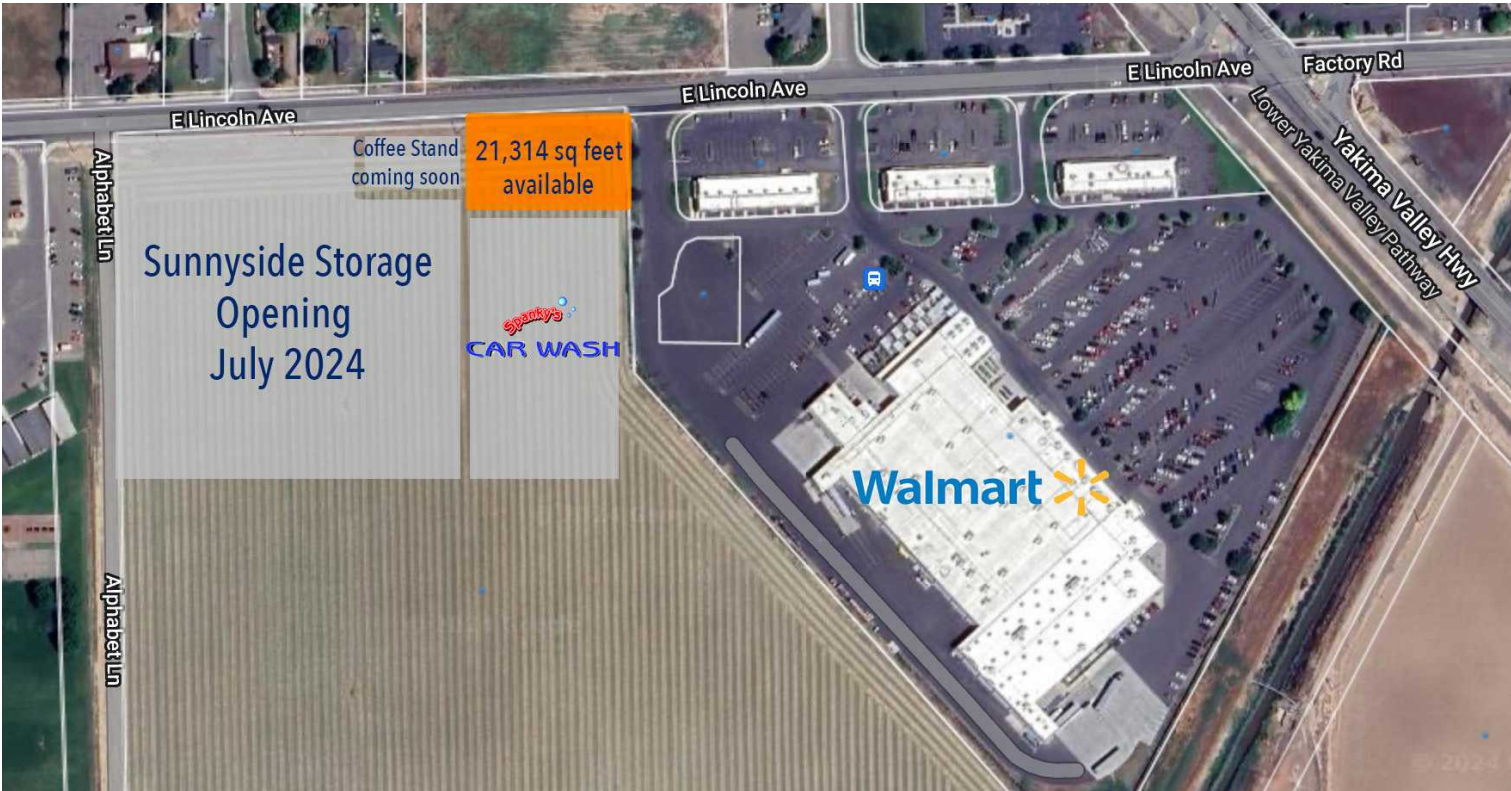 E Lincoln Ave
Factory Rd
E Lincoln Ave
E Lincoln Ave
Coffee Stand
coming soon
21,314 sq feet
available
Alphabet Ln
Lower Yakima Valley Pathway
Yakima Valley Hwy
Sunnyside Storage
Opening
July 2024
Spanky's
CAR WASH
Walmart
Alphabet Ln
© 2024